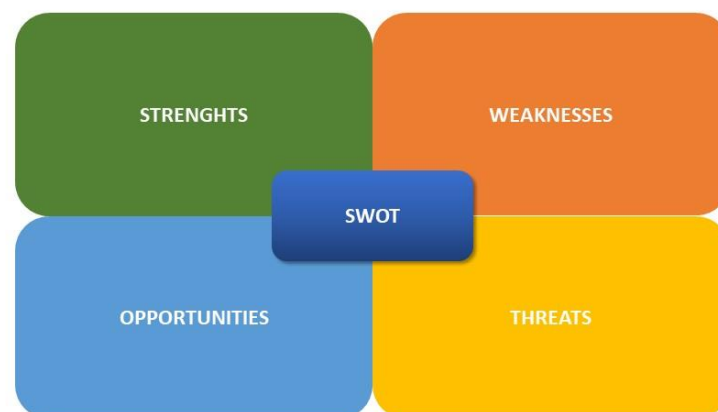 STRENGHTS
WEAKNESSES
SWOT
OPPORTUNITIES
THREATS